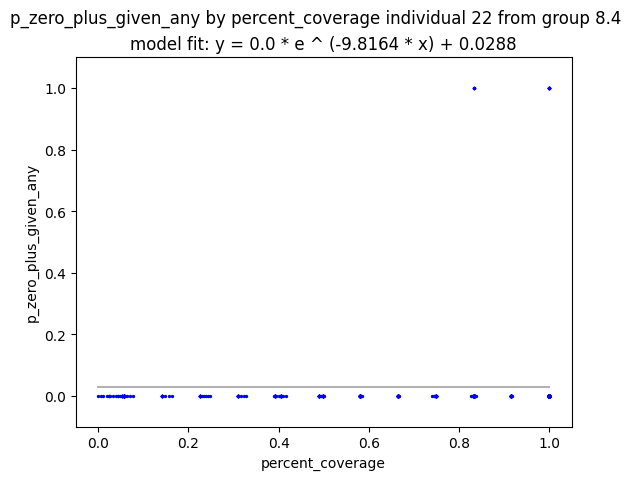 p_zero_plus_given_any by percent_coverage individual 22 from group 8.4
model fit: y = 0.0 * e ^ (-9.8164 * x) + 0.0288
1.0
0.8
0.6
0.4
0.2
0.0
p_zero_plus_given_any
0.0 0.2 0.4 0.6 0.8 1.0
percent_coverage